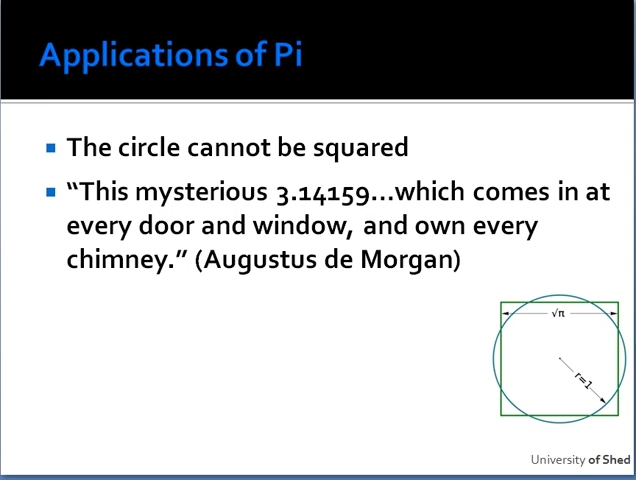 Applications of Pi
The circle cannot be squared
“This mysterious 3.14159...which comes in at
every door and window, and own every
chimney.” (Augustus de Morgan)
√π
r=1
University of Shed